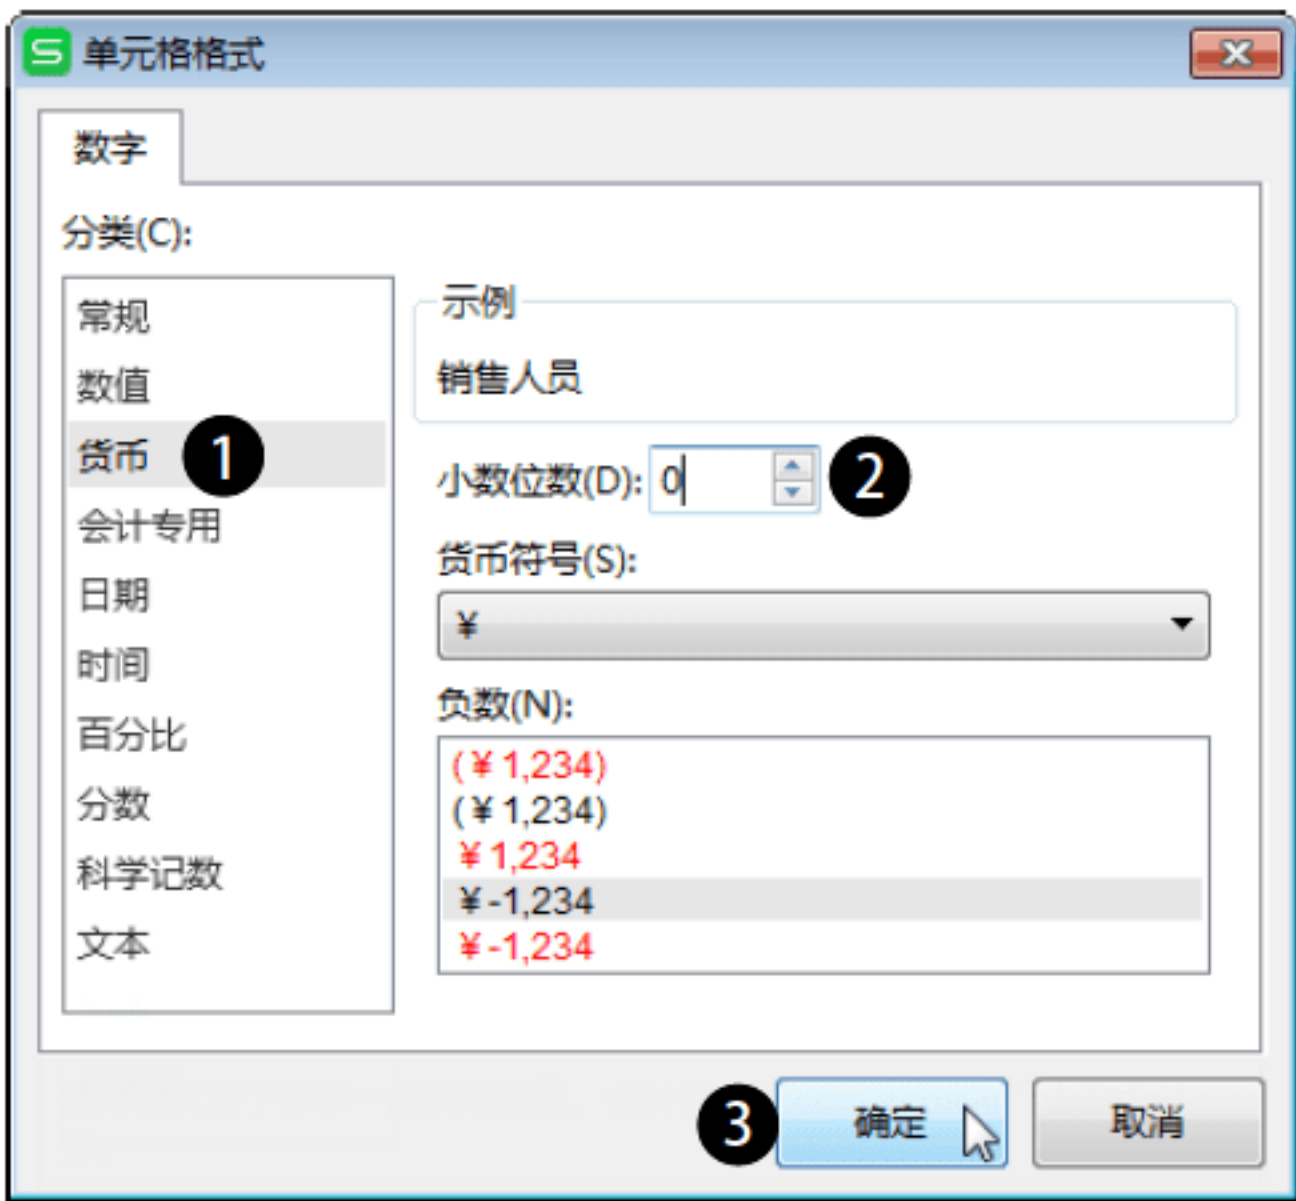 单元格格式
数字
分类(C):
常规
数值
货币 1
会计专用
日期
时间
百分比
分数
科学记数
文本
示例
销售人员
小数位数(D): 0 2
货币符号(S):
¥
负数(N):
(¥1,234)
(¥1,234)
¥1,234
¥-1,234
¥-1,234
3 确定 取消